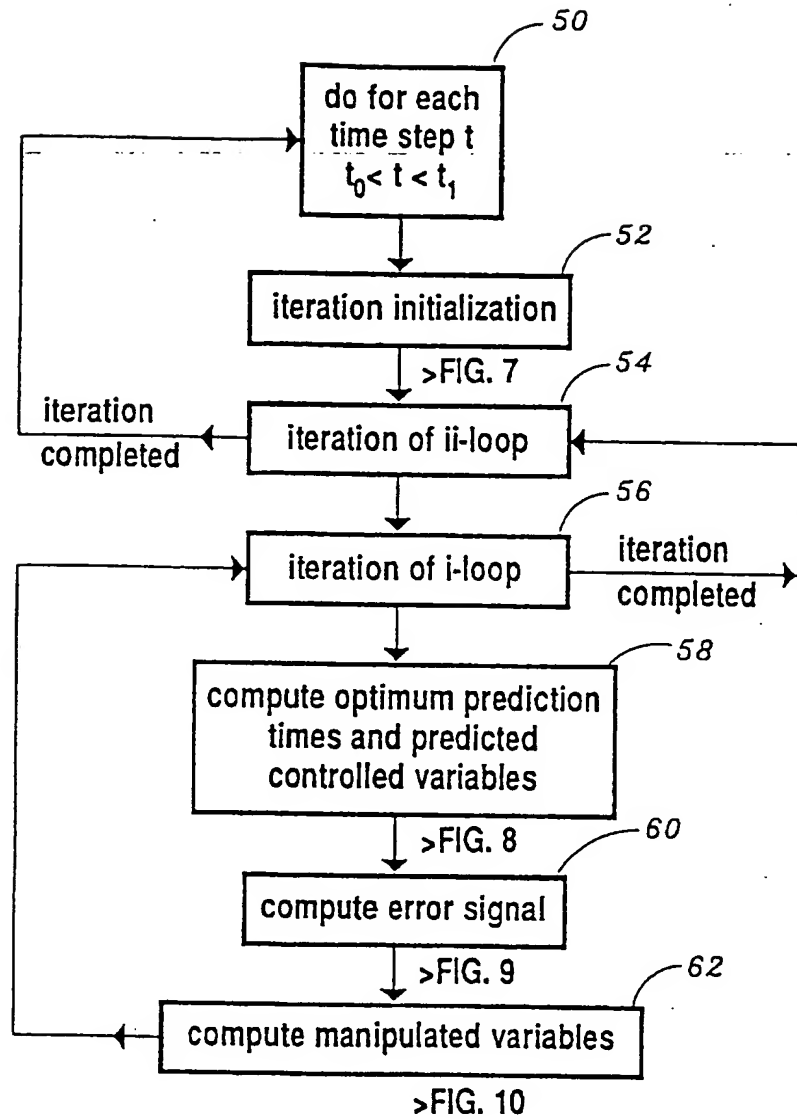 50
do for each
time step t
t₀< t < t₁
52
iteration initialization
>FIG. 7
54
iteration
completed
iteration of ii-loop
56
iteration of i-loop
iteration
completed
58
compute optimum prediction
times and predicted
controlled variables
>FIG. 8
60
compute error signal
>FIG. 9
62
compute manipulated variables
>FIG. 10